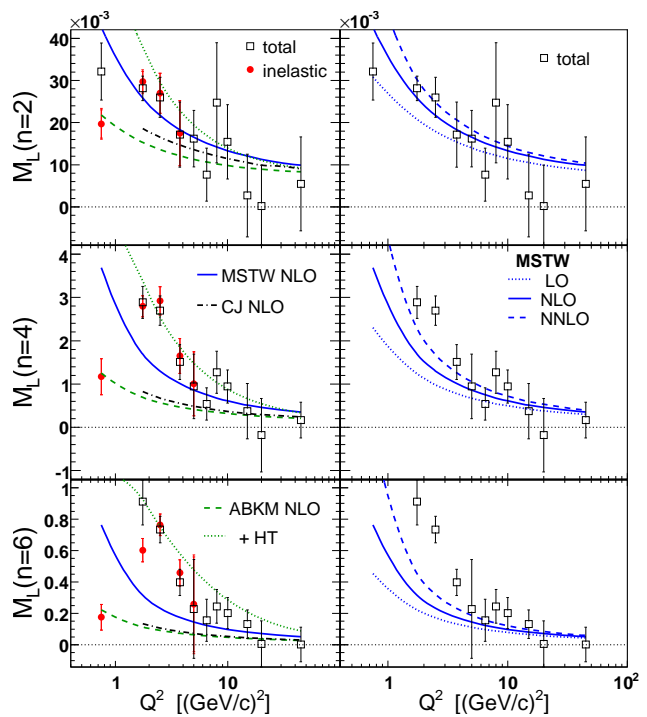 ×10⁻³ ×10⁻³
M_L(n=2)
40
30
20
10
0
total
inelastic
total
M_L(n=4)
4
3
2
1
0
-1
MSTW NLO
CJ NLO
MSTW
LO
NLO
NNLO
M_L(n=6)
1
0.8
0.6
0.4
0.2
0
ABKM NLO
+ HT
1 10 1 10 10²
Q² [(GeV/c)²] Q² [(GeV/c)²]